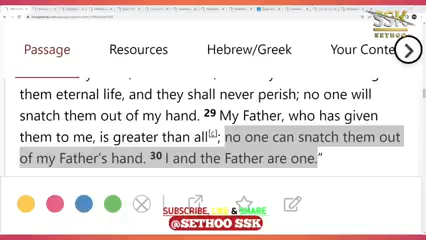 SSK
SETHOO
Passage Resources Hebrew/Greek Your Conte
them eternal life, and they shall never perish; no one will
snatch them out of my hand. 29 My Father, who has given
them to me, is greater than all[c]; no one can snatch them out
of my Father's hand. 30 I and the Father are one."
SUBSCRIBE, LIKE & SHARE
@SETHOO SSK